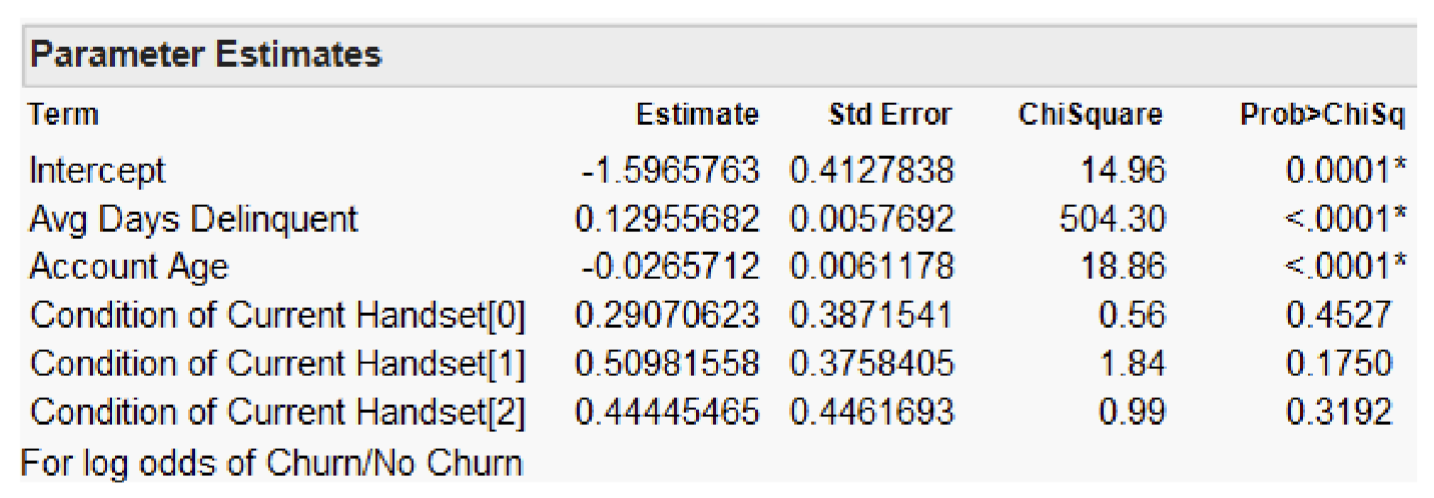 Parameter Estimates
Term Estimate Std Error ChiSquare Prob>ChiSq
Intercept -1.5965763 0.4127838 14.96 0.0001*
Avg Days Delinquent 0.12955682 0.0057692 504.30 <.0001*
Account Age -0.0265712 0.0061178 18.86 <.0001*
Condition of Current Handset[0] 0.29070623 0.3871541 0.56 0.4527
Condition of Current Handset[1] 0.50981558 0.3758405 1.84 0.1750
Condition of Current Handset[2] 0.44445465 0.4461693 0.99 0.3192
For log odds of Churn/No Churn